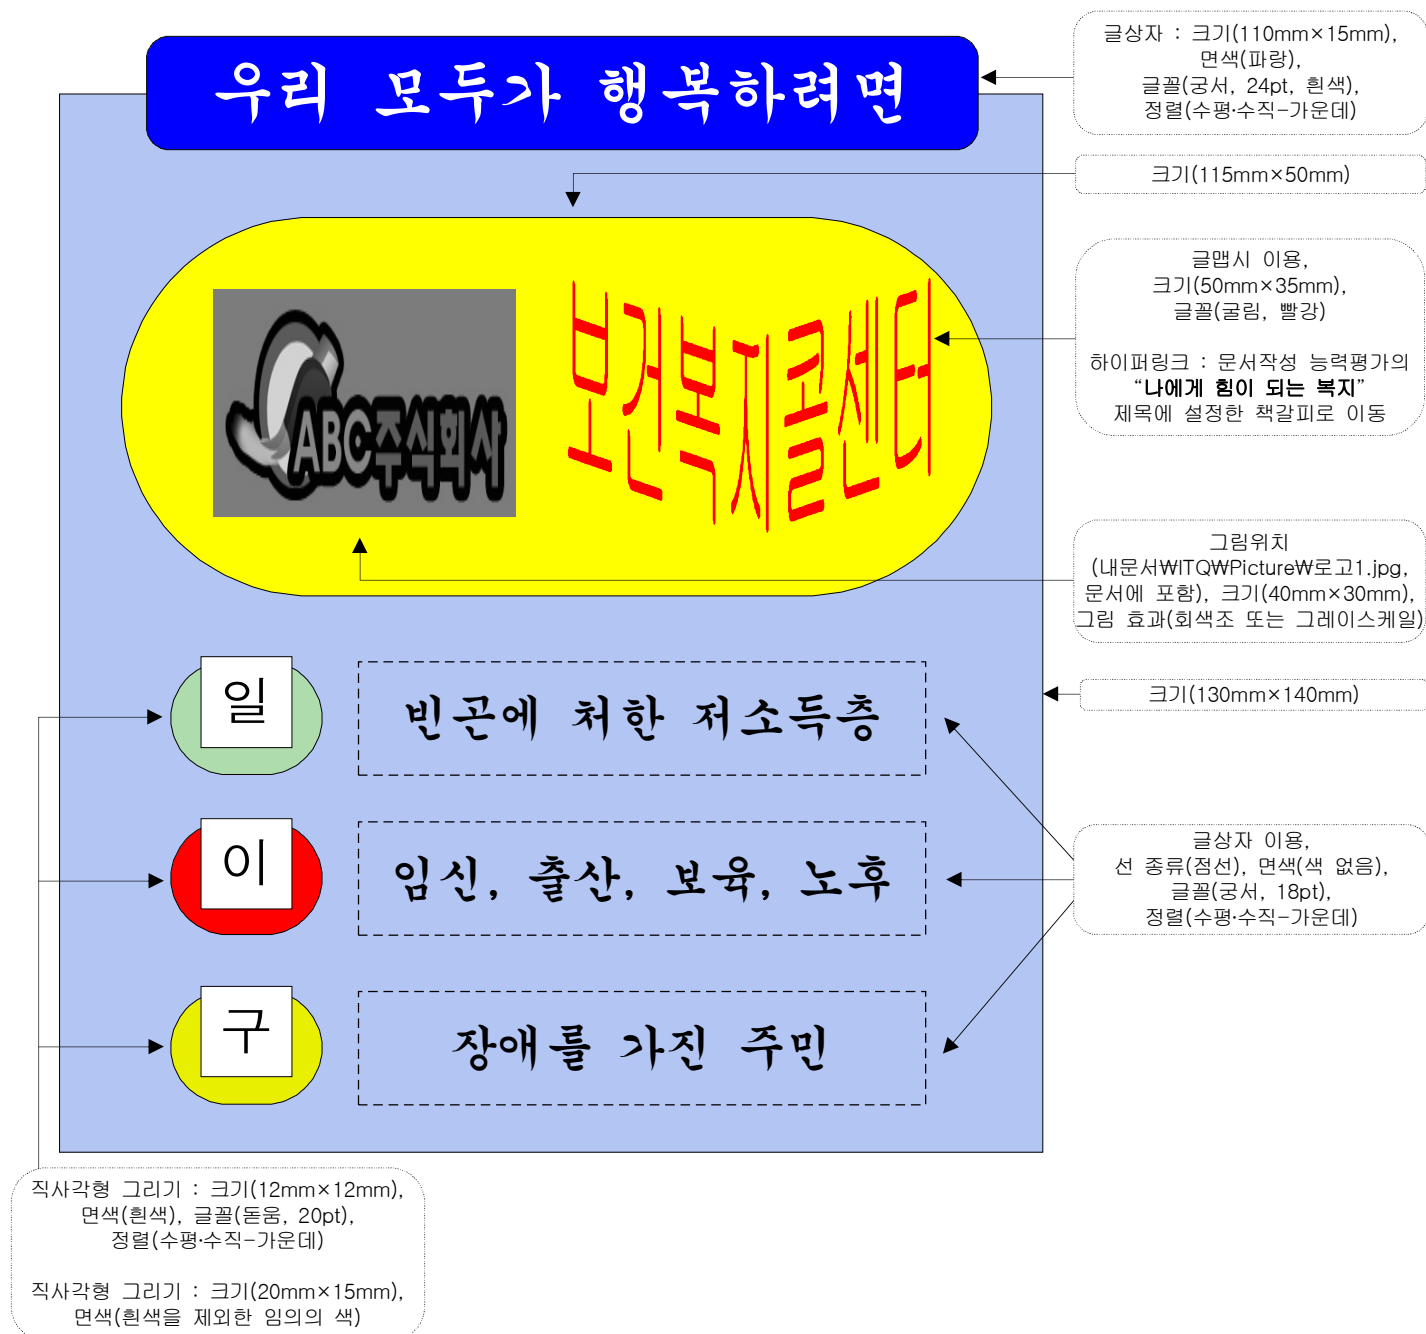 우리 모두가 행복하려면
글상자 : 크기(110mm×15mm),
면색(파랑),
글꼴(궁서, 24pt, 흰색),
정렬(수평·수직-가운데)
크기(115mm×50mm)
ABC주식회사
보건복지콜센터
글맵시 이용,
크기(50mm×35mm),
글꼴(굴림, 빨강)
하이퍼링크 : 문서작성 능력평가의
“나에게 힘이 되는 복지”
제목에 설정한 책갈피로 이동
그림위치
(내문서₩ITQ₩Picture₩로고1.jpg,
문서에 포함), 크기(40mm×30mm),
그림 효과(회색조 또는 그레이스케일)
크기(130mm×140mm)
일
빈곤에 처한 저소득층
이
임신, 출산, 보육, 노후
구
장애를 가진 주민
글상자 이용,
선 종류(점선), 면색(색 없음),
글꼴(궁서, 18pt),
정렬(수평·수직-가운데)
직사각형 그리기 : 크기(12mm×12mm),
면색(흰색), 글꼴(돋움, 20pt),
정렬(수평·수직-가운데)
직사각형 그리기 : 크기(20mm×15mm),
면색(흰색을 제외한 임의의 색)